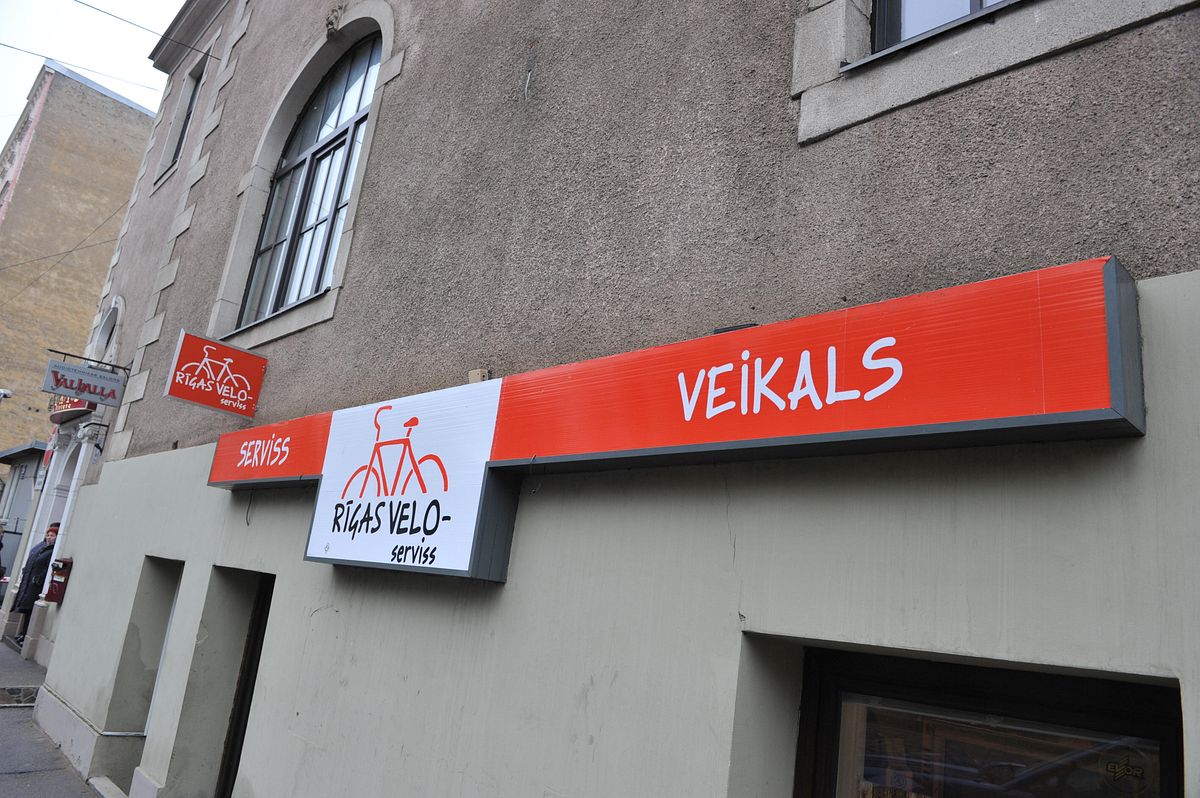 VALHALLA
RĪGAS VELO-
serviss
SERVISS
RĪGAS VELO-
serviss
VEIKALS